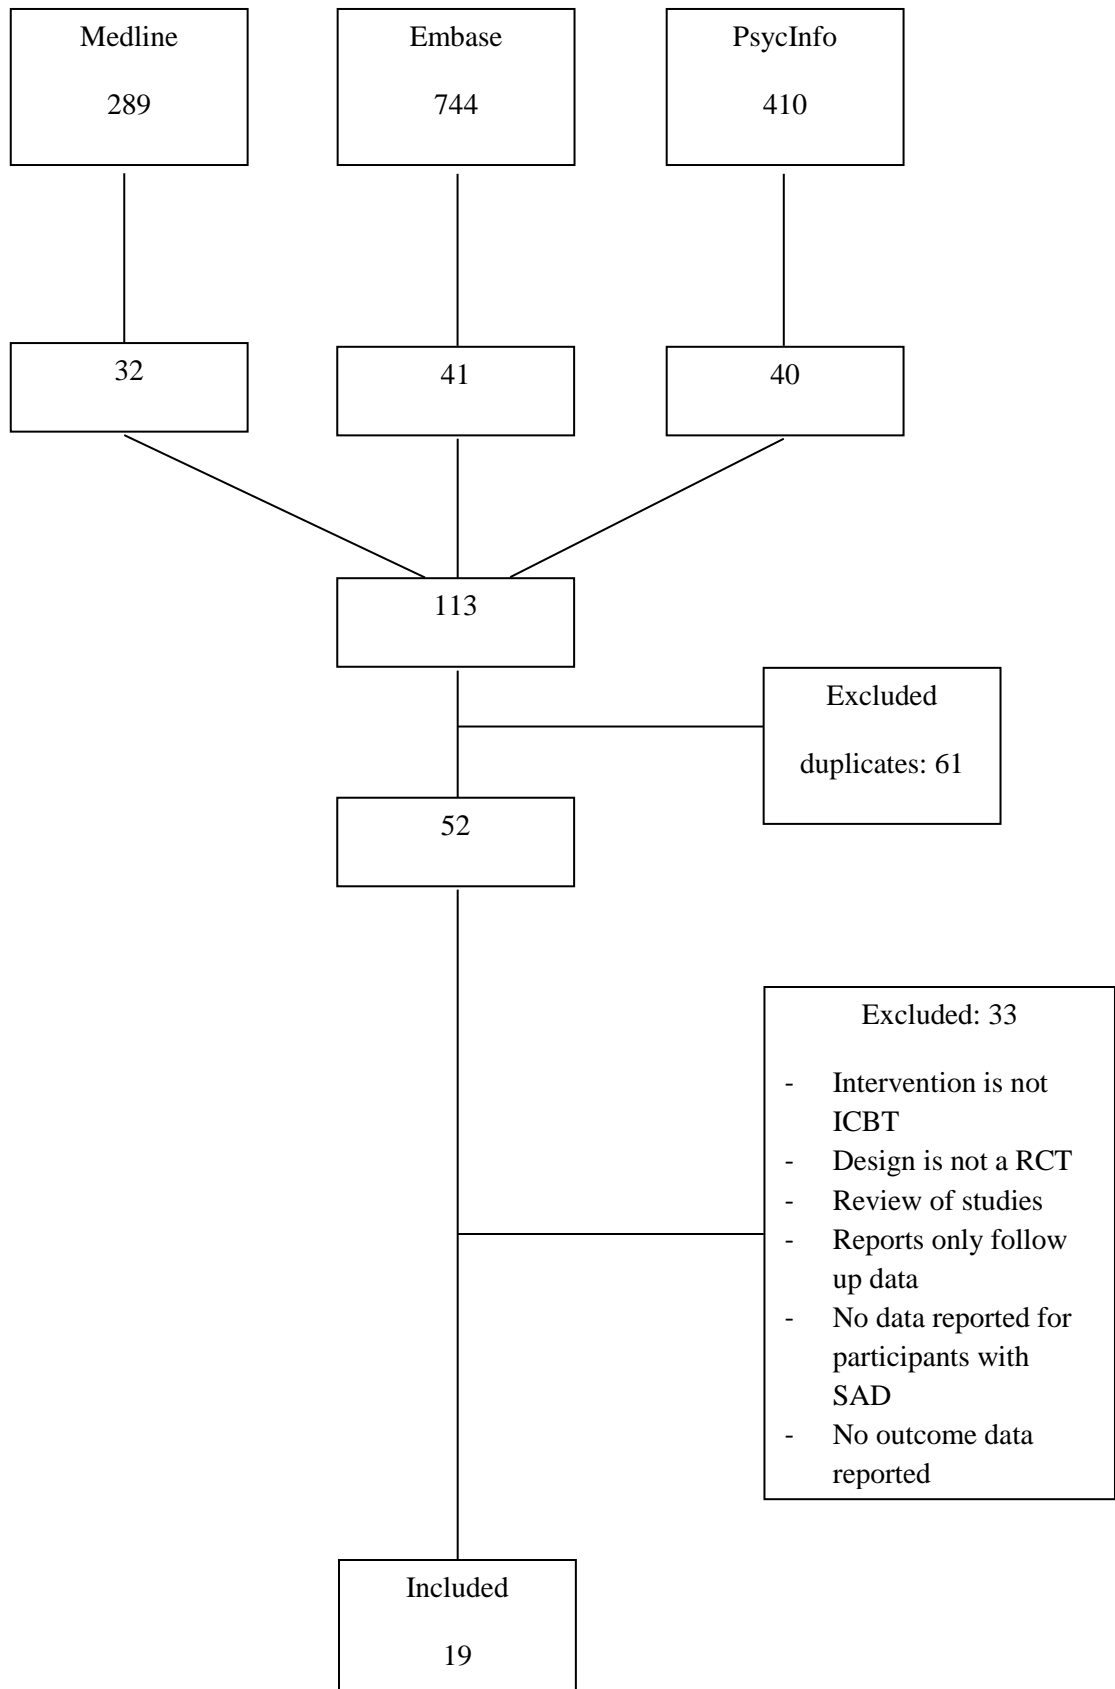 Medline
289
Embase
744
PsycInfo
410
32
41
40
113
Excluded
duplicates: 61
52
Excluded: 33
- Intervention is not
ICBT
- Design is not a RCT
- Review of studies
- Reports only follow
up data
- No data reported for
participants with
SAD
- No outcome data
reported
Included
19